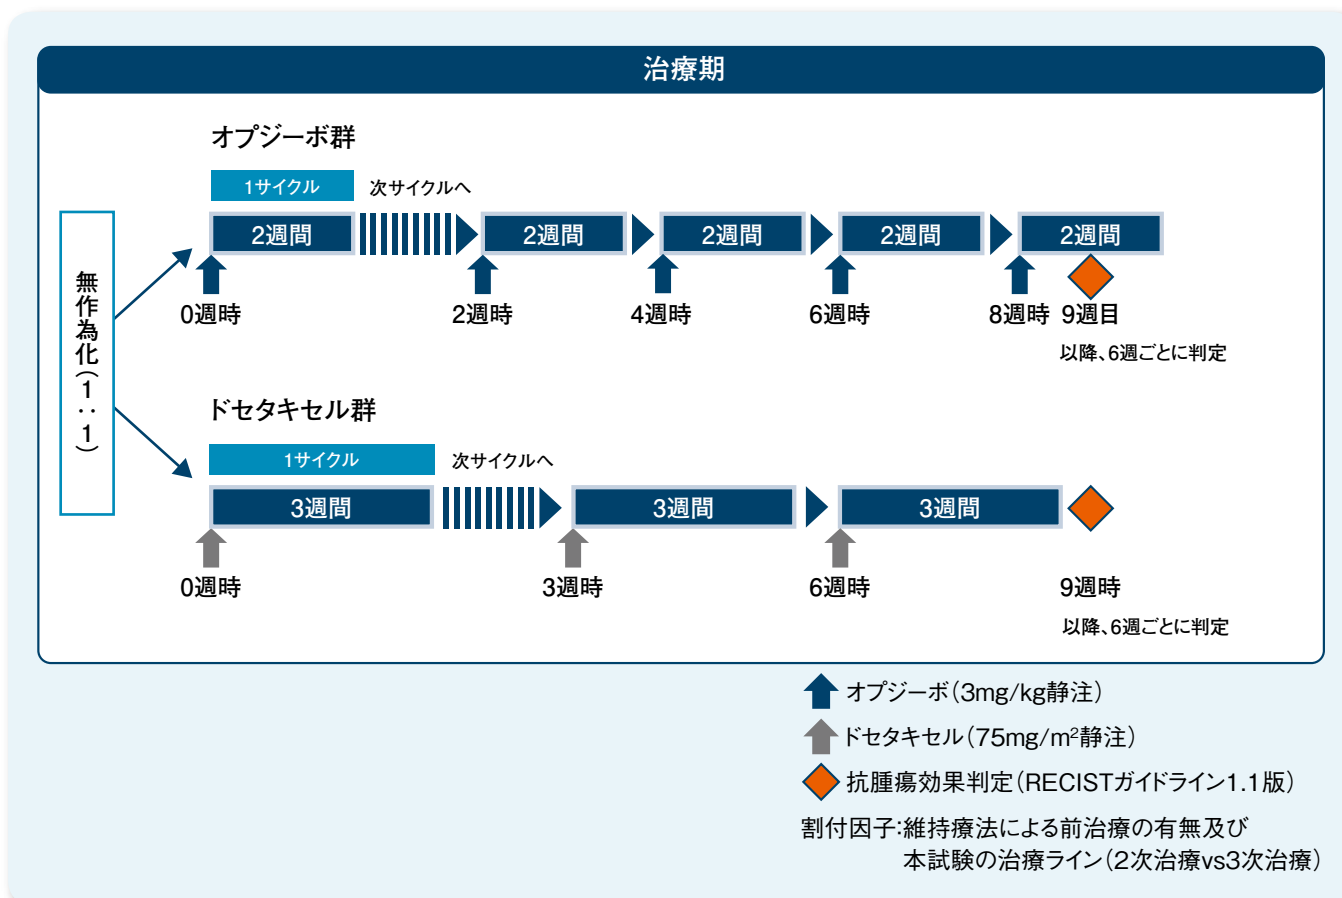 治療期
オプジーボ群
1サイクル 次サイクルへ
2週間 2週間 2週間 2週間 2週間
0週時 2週時 4週時 6週時 8週時 9週目
以降、6週ごとに判定
無作為化(1:1)
ドセタキセル群
1サイクル 次サイクルへ
3週間 3週間 3週間
0週時 3週時 6週時 9週時
以降、6週ごとに判定
オプジーボ(3mg/kg静注)
ドセタキセル(75mg/m²静注)
抗腫瘍効果判定(RECISTガイドライン1.1版)
割付因子:維持療法による前治療の有無及び
本試験の治療ライン(2次治療vs3次治療)